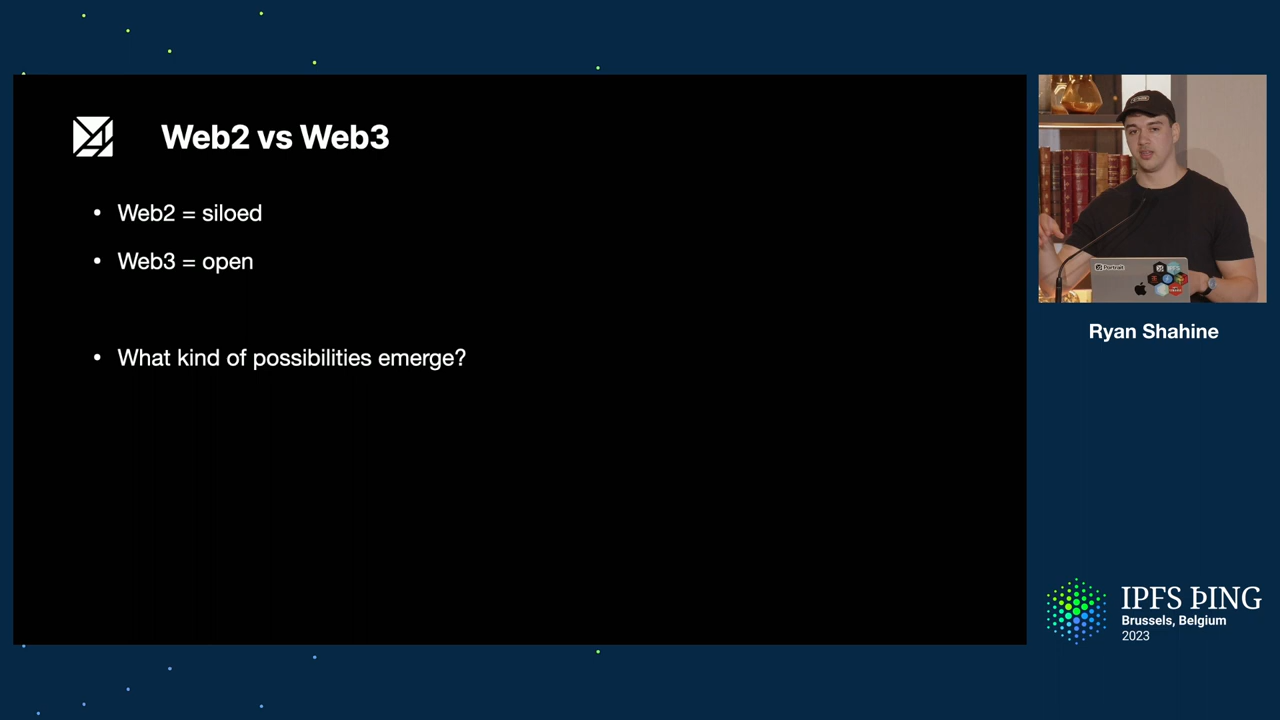 Web2 vs Web3
• Web2 = siloed
• Web3 = open
• What kind of possibilities emerge?
Portrait
Ryan Shahine
IPFS ÞING
Brussels, Belgium
2023